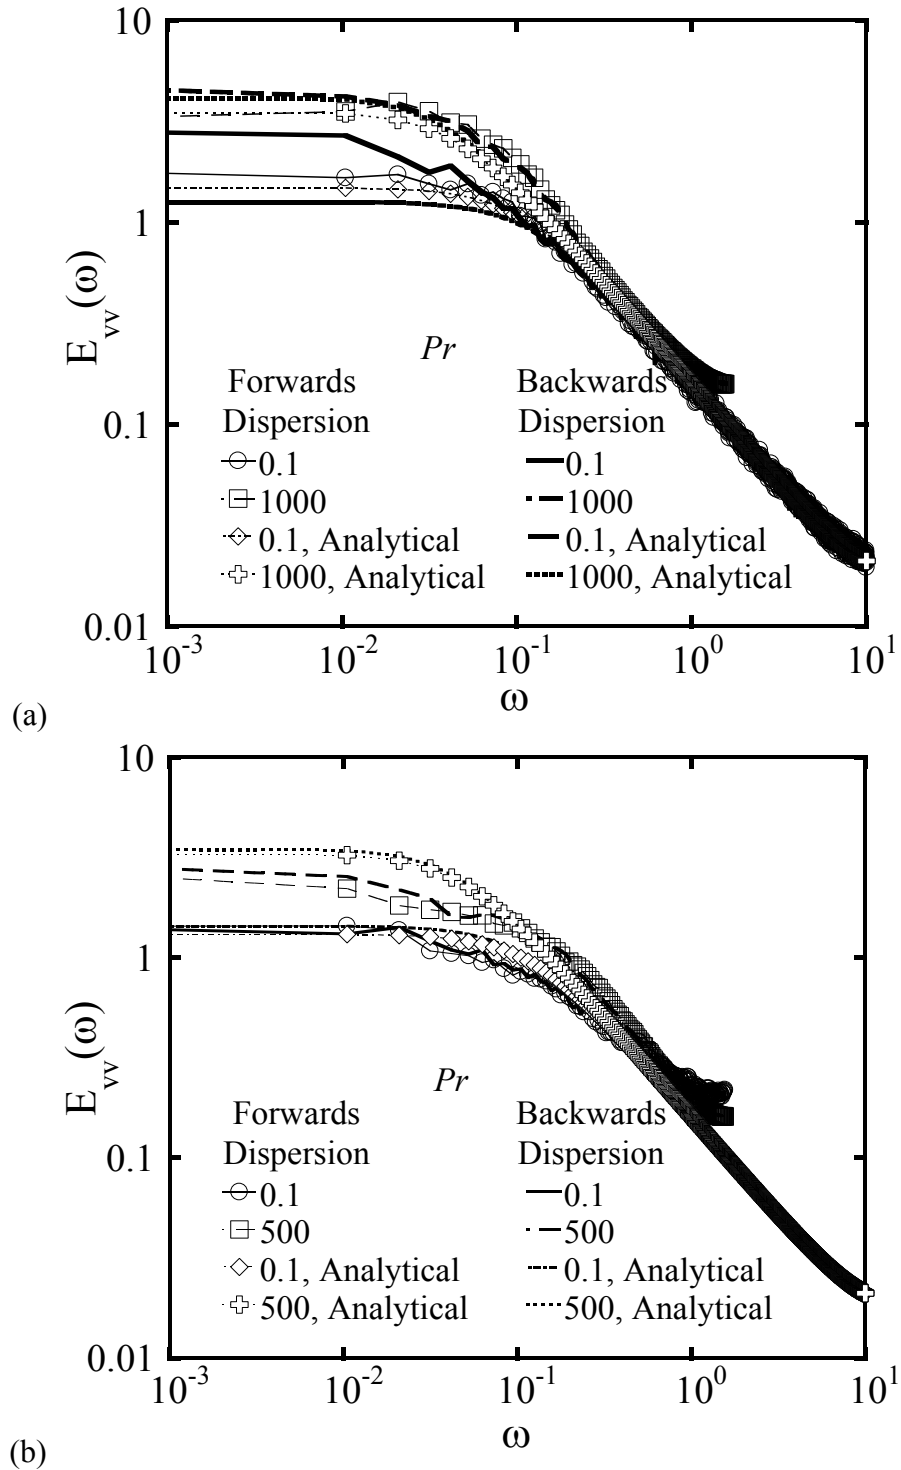 10
1
0.1
0.01
E_vv(ω)
Pr
Forwards Dispersion
0.1
1000
0.1, Analytical
1000, Analytical
Backwards Dispersion
0.1
1000
0.1, Analytical
1000, Analytical
10^-3 10^-2 10^-1 10^0 10^1
ω
(a)
10
1
0.1
0.01
E_vv(ω)
Pr
Forwards Dispersion
0.1
500
0.1, Analytical
500, Analytical
Backwards Dispersion
0.1
500
0.1, Analytical
500, Analytical
10^-3 10^-2 10^-1 10^0 10^1
ω
(b)